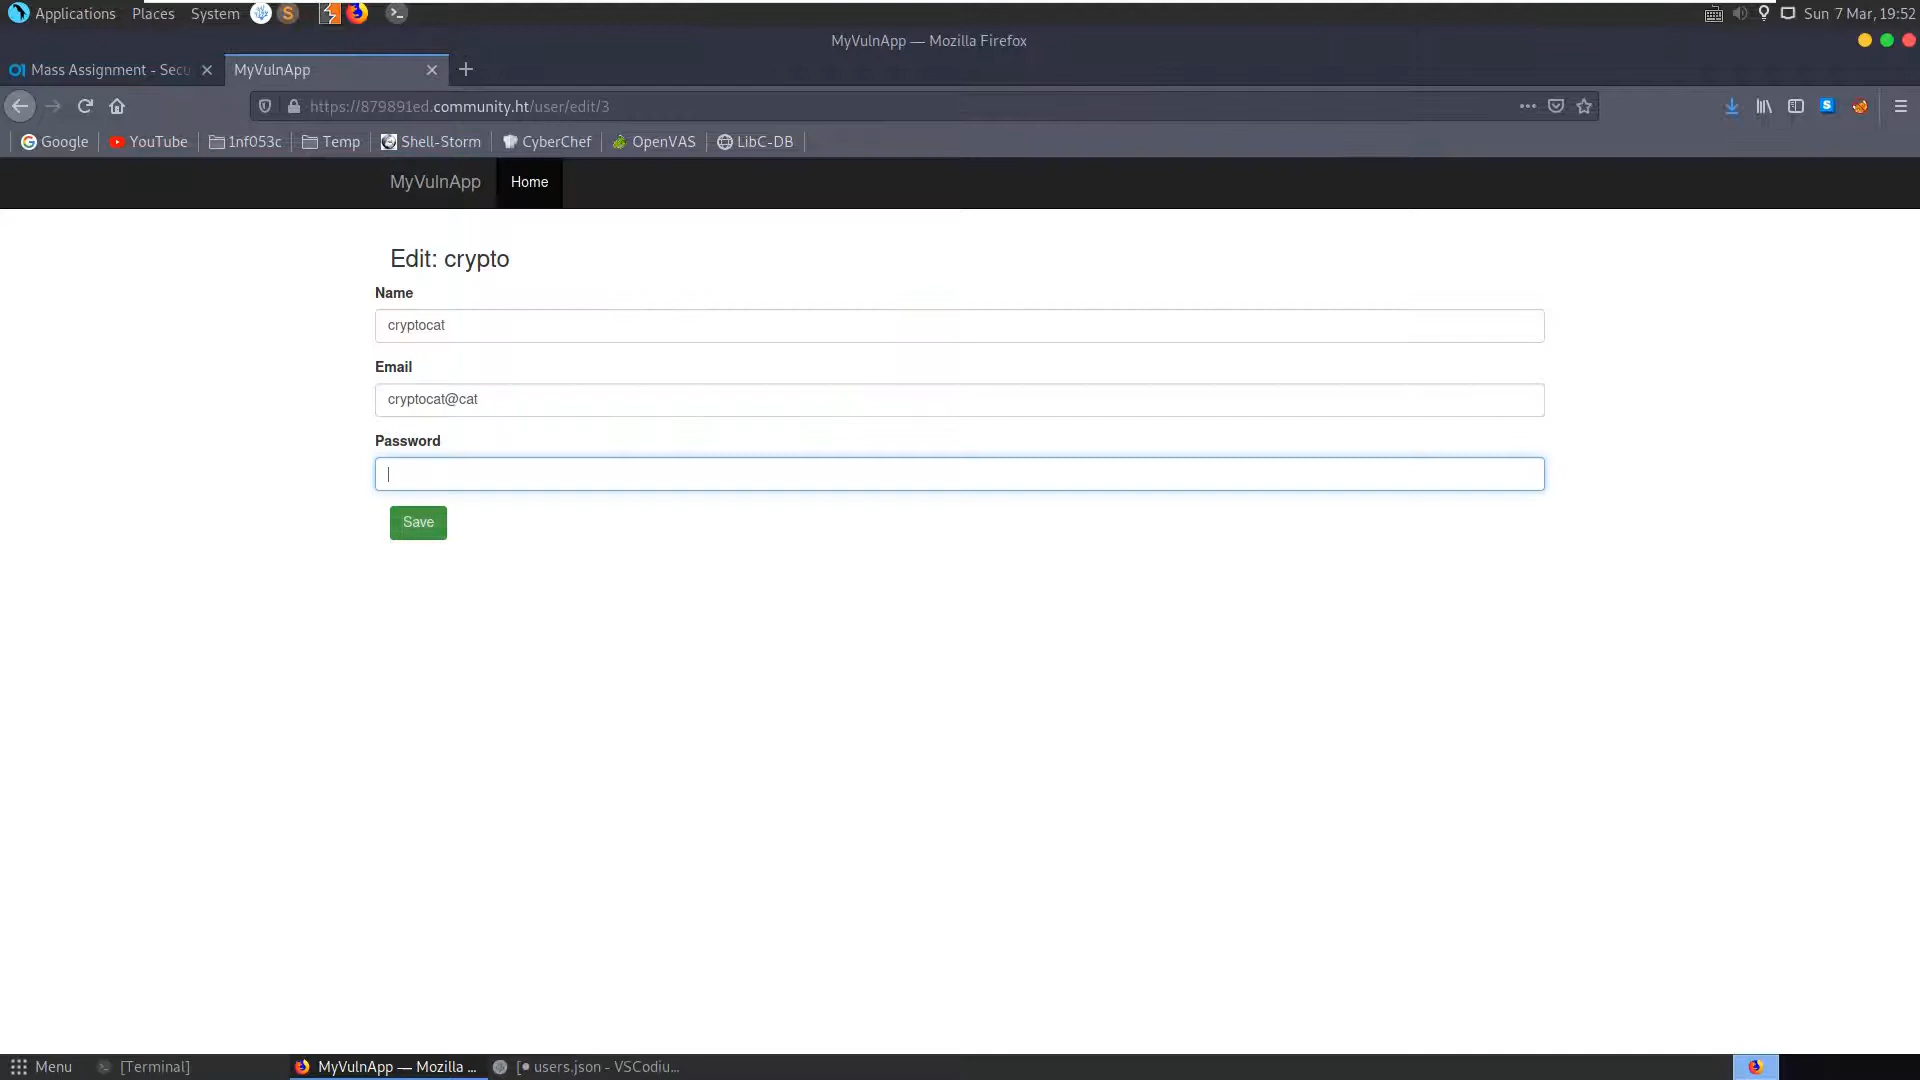 Applications Places System S Sun 7 Mar, 19:52
MyVulnApp — Mozilla Firefox
Mass Assignment - Secu MyVulnApp
https://879891ed.community.ht/user/edit/3 S
Google YouTube 1nf053c Temp Shell-Storm CyberChef OpenVAS LibC-DB
MyVulnApp Home
Edit: crypto
Name
cryptocat
Email
cryptocat@cat
Password
Save
Menu [Terminal] MyVulnApp — Mozilla ... [● users.json - VSCodiu...